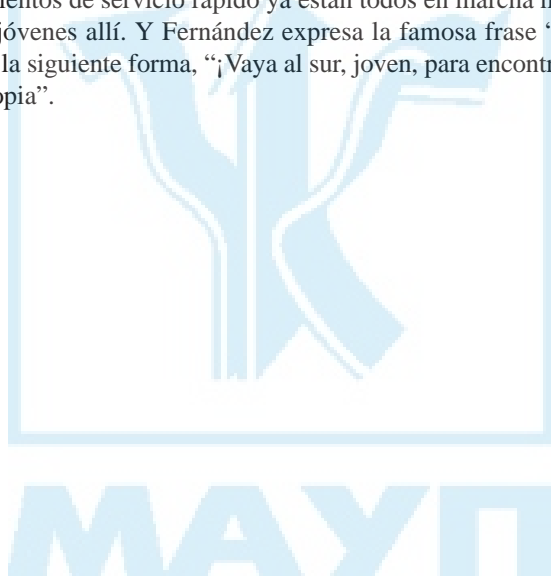 mentos de servicio rápido ya están todos en marcha h
jóvenes allí. Y Fernández expresa la famosa frase “
la siguiente forma, “¡Vaya al sur, joven, para encontr
opia”.
МАУП